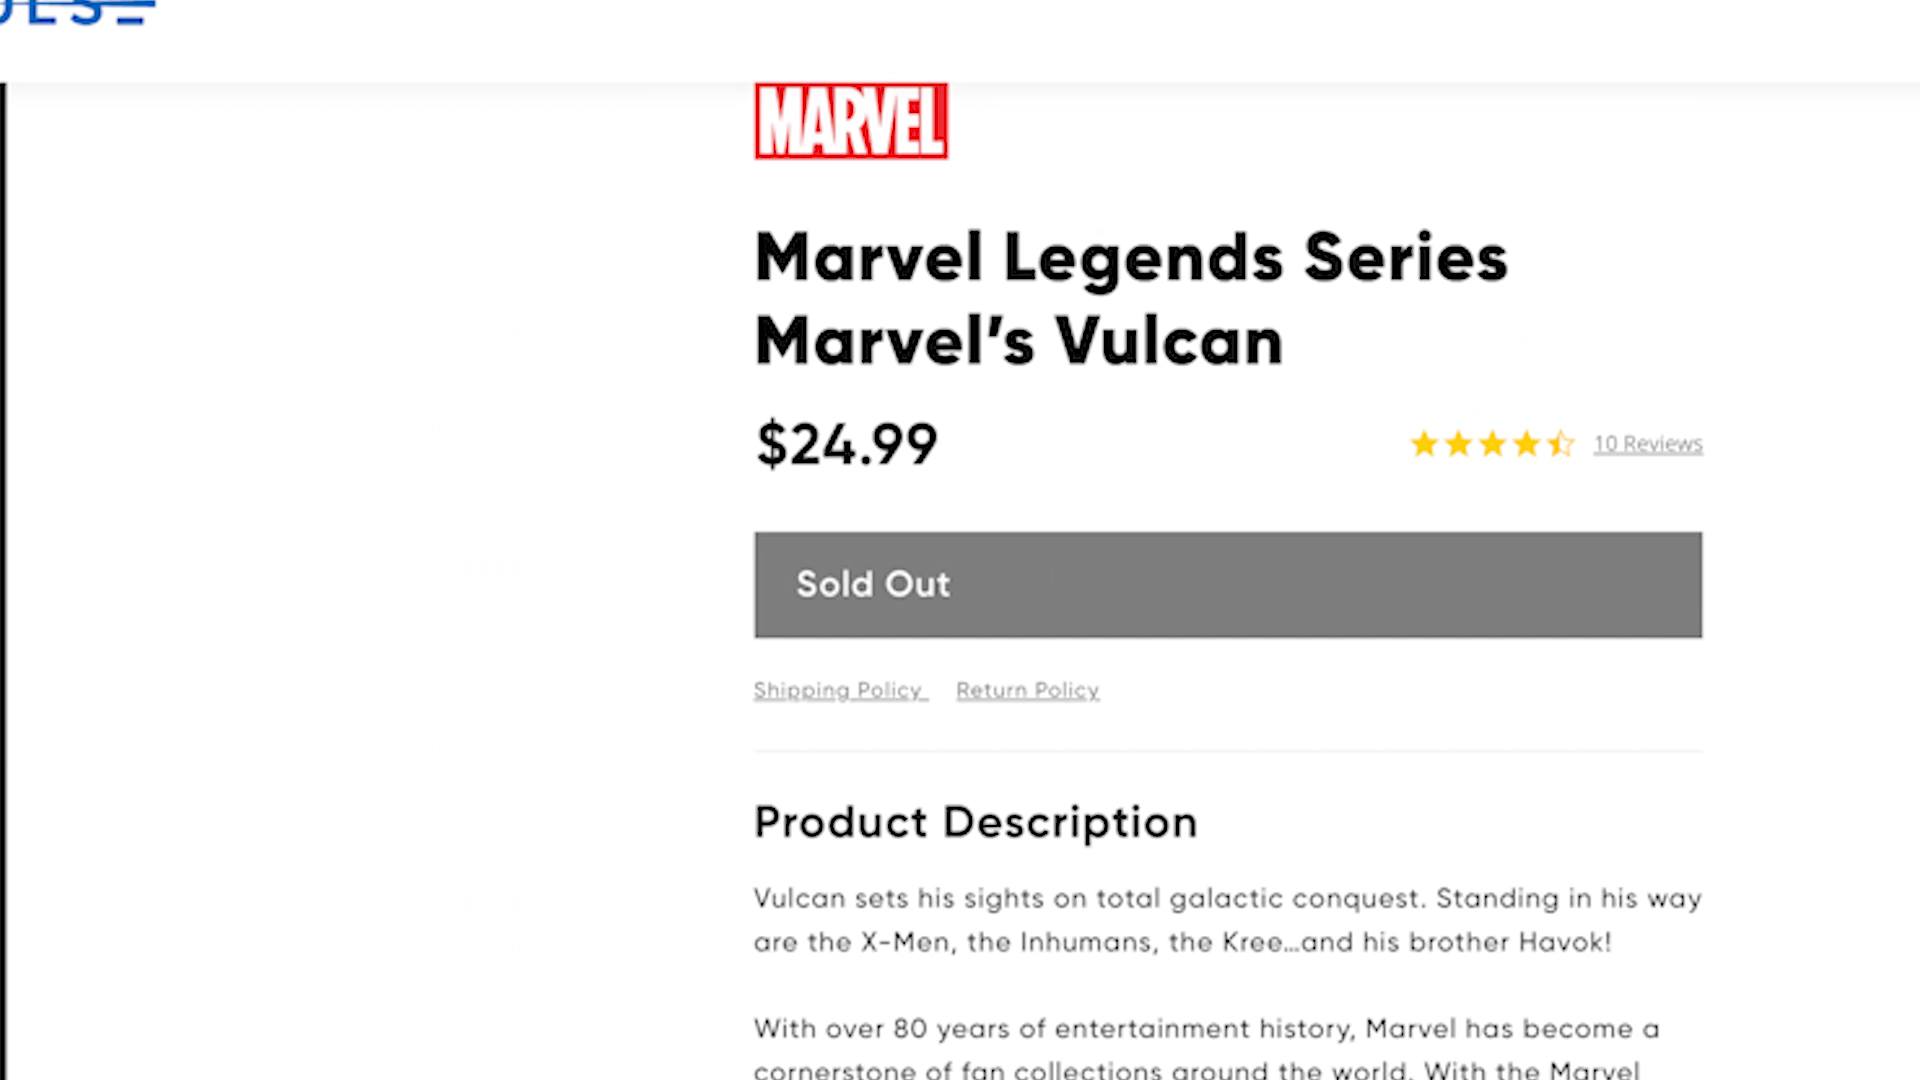 MARVEL
Marvel Legends Series
Marvel’s Vulcan
$24.99
10 Reviews
Sold Out
Shipping Policy
Return Policy
Product Description
Vulcan sets his sights on total galactic conquest. Standing in his way
are the X-Men, the Inhumans, the Kree…and his brother Havok!
With over 80 years of entertainment history, Marvel has become a
cornerstone of fan collections around the world. With the Marvel